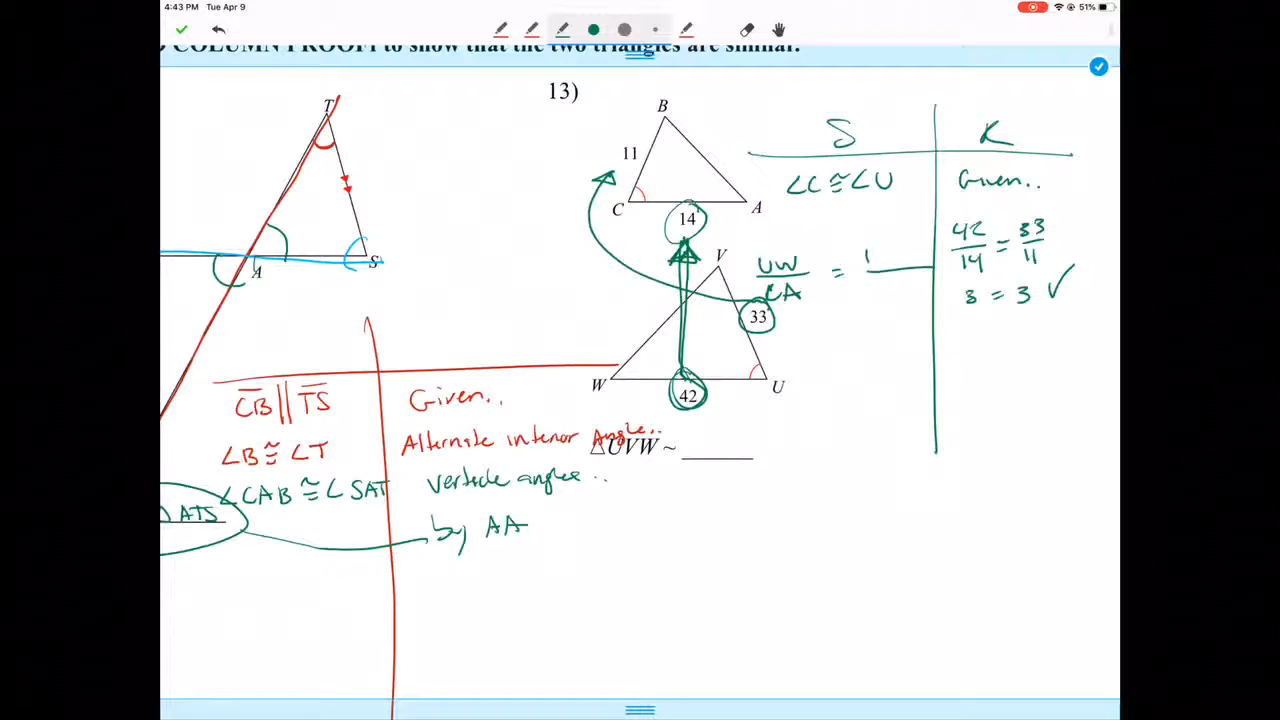 4:43 PM Tue Apr 9
51%
COLUMN PROOF) to show that the two triangles are similar.
13)
T
A
S
B
11
C
A
14
V
33
W
U
42
△UVW ~ ______
S
R
∠C ≅ ∠U
Given..
UW/CA =
42/14 = 33/11
3 = 3 ✓
CB || TS
Given..
∠B ≅ ∠T
Alternate interior Angle..
∠CAB ≅ ∠SAT
verticle angles..
ATS
by AA